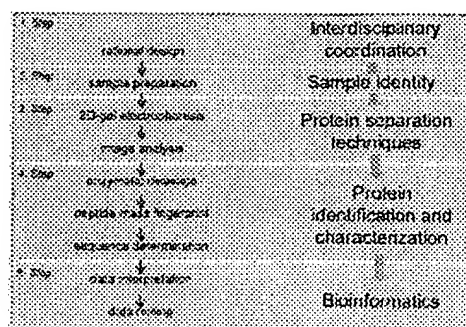 1. Step
rational design
Interdisciplinary
coordination
2. Step
sample preparation
Sample identity
3. Step
2D-gel electrophoresis
image analysis
Protein separation
techniques
4. Step
enzymatic cleavage
peptide mass fingerprint
sequence determination
Protein
identification and
characterization
5. Step
data interpretation
data mining
Bioinformatics